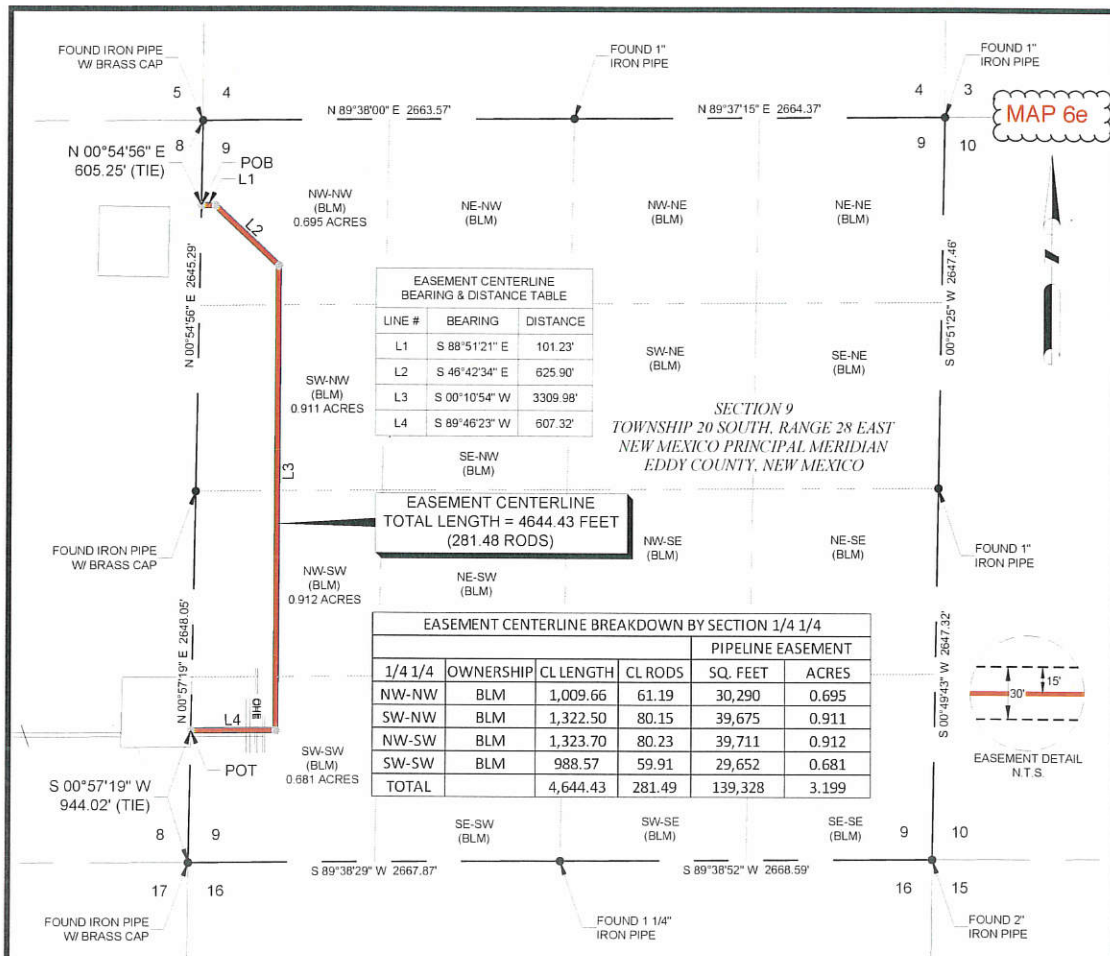 FOUND IRON PIPE
W/ BRASS CAP
FOUND 1"
IRON PIPE
FOUND 1"
IRON PIPE
5 4
4 3
N 89°38'00" E 2663.57'
N 89°37'15" E 2664.37'
MAP 6e
8 9
9 10
N 00°54'56" E
605.25' (TIE)
POB
L1
L2
NW-NW
(BLM)
0.695 ACRES
NE-NW
(BLM)
NW-NE
(BLM)
NE-NE
(BLM)
N 00°54'56" E 2645.29'
S 00°51'25" W 2647.46'
EASEMENT CENTERLINE
BEARING & DISTANCE TABLE
LINE # BEARING DISTANCE
L1 S 88°51'21" E 101.23'
L2 S 46°42'34" E 625.90'
L3 S 00°10'54" W 3309.98'
L4 S 89°46'23" W 607.32'
SW-NW
(BLM)
0.911 ACRES
SW-NE
(BLM)
SE-NE
(BLM)
SECTION 9
TOWNSHIP 20 SOUTH, RANGE 28 EAST
NEW MEXICO PRINCIPAL MERIDIAN
EDDY COUNTY, NEW MEXICO
SE-NW
(BLM)
L3
EASEMENT CENTERLINE
TOTAL LENGTH = 4644.43 FEET
(281.48 RODS)
FOUND IRON PIPE
W/ BRASS CAP
NW-SW
(BLM)
0.912 ACRES
NE-SW
(BLM)
NW-SE
(BLM)
NE-SE
(BLM)
FOUND 1"
IRON PIPE
N 00°57'19" E 2648.05'
S 00°49'43" W 2647.32'
EASEMENT CENTERLINE BREAKDOWN BY SECTION 1/4 1/4
PIPELINE EASEMENT
1/4 1/4 OWNERSHIP CL LENGTH CL RODS SQ. FEET ACRES
NW-NW BLM 1,009.66 61.19 30,290 0.695
SW-NW BLM 1,322.50 80.15 39,675 0.911
NW-SW BLM 1,323.70 80.23 39,711 0.912
SW-SW BLM 988.57 59.91 29,652 0.681
TOTAL 4,644.43 281.49 139,328 3.199
15'
30'
EASEMENT DETAIL
N.T.S.
OHE
L4
POT
SW-SW
(BLM)
0.681 ACRES
S 00°57'19" W
944.02' (TIE)
SE-SW
(BLM)
SW-SE
(BLM)
SE-SE
(BLM)
8 9
9 10
S 89°38'29" W 2667.87'
S 89°38'52" W 2668.59'
17 16
16 15
FOUND IRON PIPE
W/ BRASS CAP
FOUND 1 1/4"
IRON PIPE
FOUND 2"
IRON PIPE